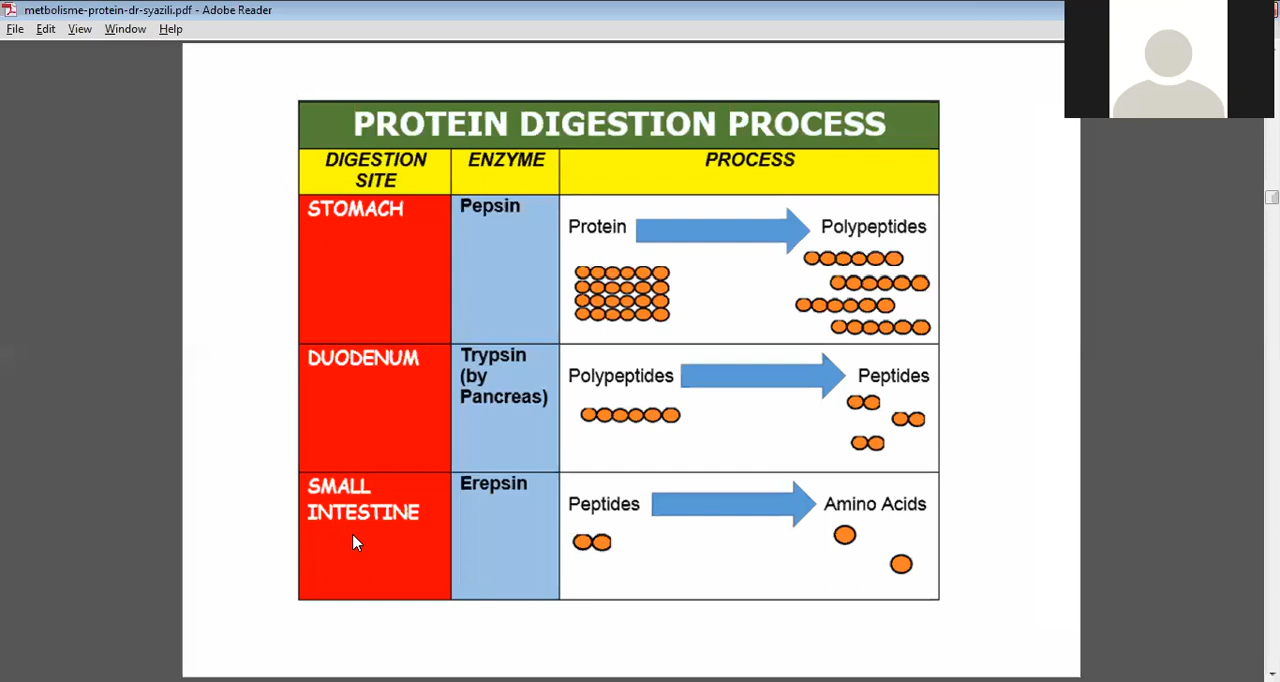 metbolisme-protein-dr-syazili.pdf - Adobe Reader
File Edit View Window Help
PROTEIN DIGESTION PROCESS
DIGESTION
SITE
ENZYME
PROCESS
STOMACH
Pepsin
Protein
Polypeptides
DUODENUM
Trypsin
(by
Pancreas)
Polypeptides
Peptides
SMALL
INTESTINE
Erepsin
Peptides
Amino Acids